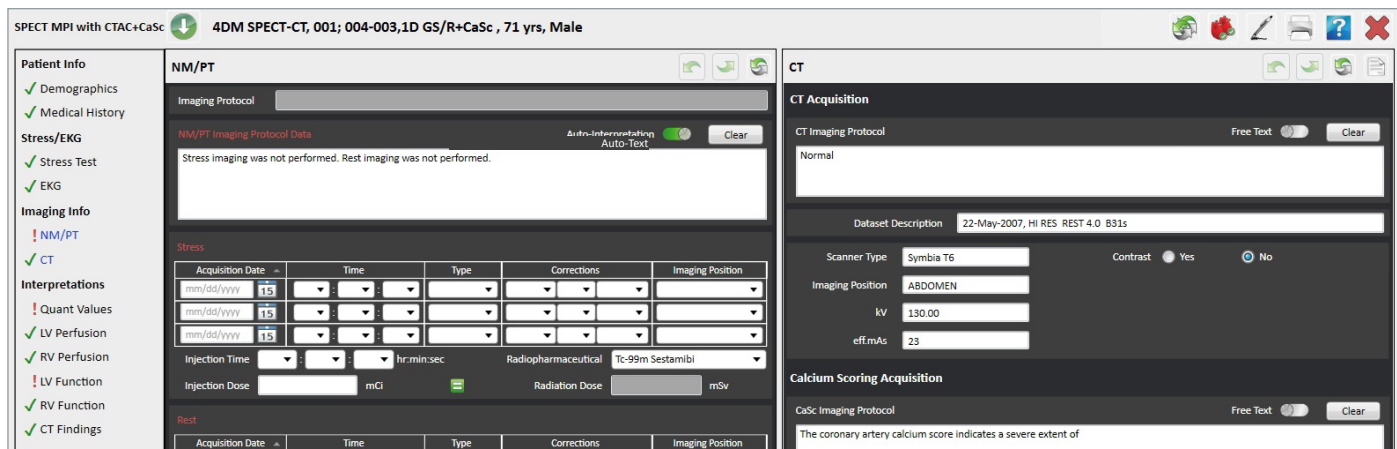 SPECT MPI with CTAC+CaSc 4DM SPECT-CT, 001; 004-003,1D GS/R+CaSc , 71 yrs, Male
Patient Info
✓ Demographics
✓ Medical History
Stress/EKG
✓ Stress Test
✓ EKG
Imaging Info
! NM/PT
✓ CT
Interpretations
! Quant Values
✓ LV Perfusion
✓ RV Perfusion
! LV Function
✓ RV Function
✓ CT Findings
NM/PT
Imaging Protocol
NM/PT Imaging Protocol Data Auto-Interpretation Clear
Auto-Text
Stress imaging was not performed. Rest imaging was not performed.
Stress
Acquisition Date Time Type Corrections Imaging Position
mm/dd/yyyy 15 : :
mm/dd/yyyy 15 : :
mm/dd/yyyy 15 : :
Injection Time : : hr:min:sec Radiopharmaceutical Tc-99m Sestamibi
Injection Dose mCi = Radiation Dose mSv
Rest
Acquisition Date Time Type Corrections Imaging Position
CT
CT Acquisition
CT Imaging Protocol Free Text Clear
Normal
Dataset Description 22-May-2007, HI RES REST 4.0 B31s
Scanner Type Symbia T6 Contrast Yes No
Imaging Position ABDOMEN
kV 130.00
eff.mAs 23
Calcium Scoring Acquisition
CaSc Imaging Protocol Free Text Clear
The coronary artery calcium score indicates a severe extent of